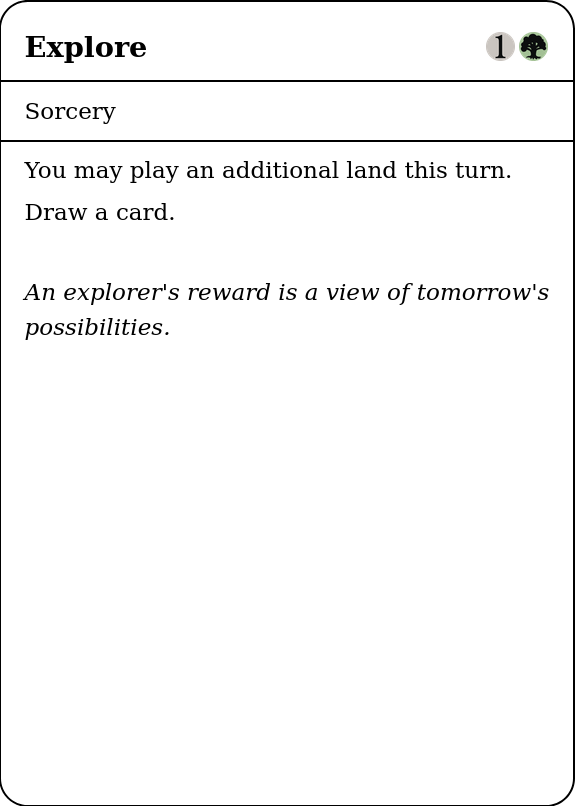 Explore 1
Sorcery
You may play an additional land this turn.
Draw a card.
An explorer's reward is a view of tomorrow's
possibilities.